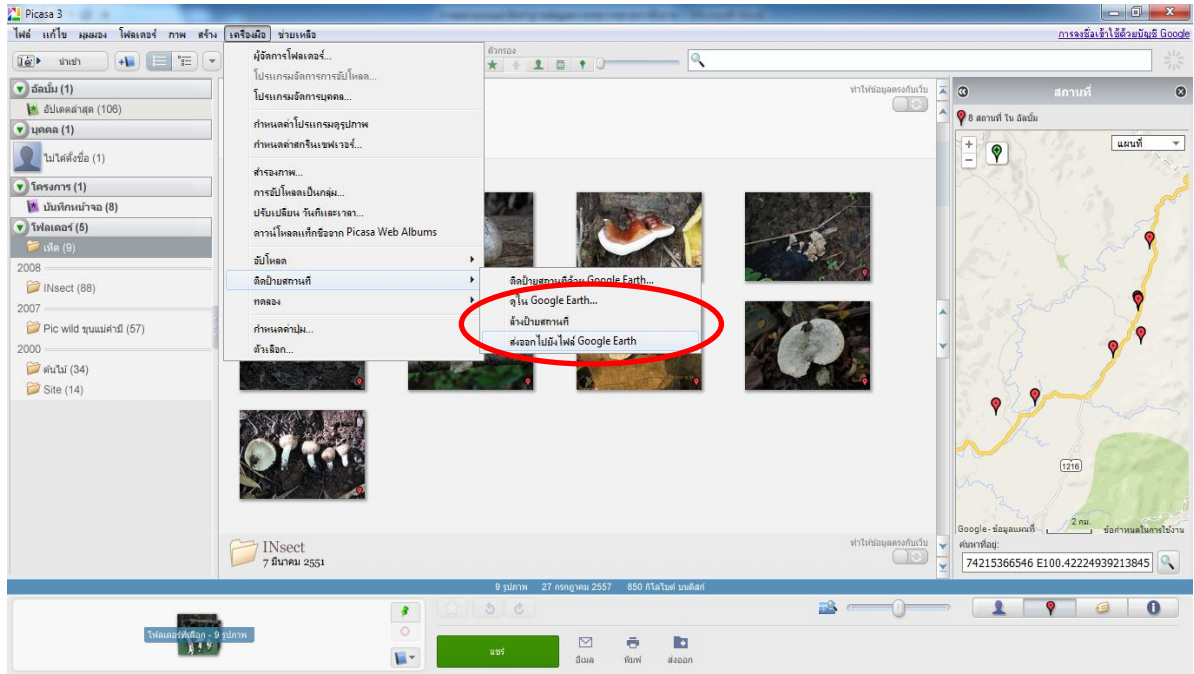 Picasa 3
ไฟล์ แก้ไข มุมมอง โฟลเดอร์ ภาพ สร้าง เครื่องมือ ช่วยเหลือ
การลงชื่อเข้าใช้ด้วยบัญชี Google
นำเข้า
ตัวกรอง
อัลบั้ม (1)
อัปเดตล่าสุด (106)
บุคคล (1)
ไม่ได้ตั้งชื่อ (1)
โครงการ (1)
บันทึกหน้าจอ (8)
โฟลเดอร์ (5)
เห็ด (9)
2008
INsect (88)
2007
Pic wild ขุนแม่คำมี (57)
2000
ต้นไม้ (34)
Site (14)
ผู้จัดการโฟลเดอร์...
โปรแกรมจัดการการอัปโหลด...
โปรแกรมจัดการบุคคล...
กำหนดค่าโปรแกรมดูรูปภาพ
กำหนดค่าสกรีนเซฟเวอร์...
สำรองภาพ...
การอัปโหลดเป็นกลุ่ม...
ปรับเปลี่ยน วันที่และเวลา...
ดาวน์โหลดแท็กชื่อจาก Picasa Web Albums
อัปโหลด
ติดป้ายสถานที่
ทดลอง
กำหนดค่าปุ่ม...
ตัวเลือก...
ติดป้ายสถานที่ด้วย Google Earth...
ดูใน Google Earth...
ล้างป้ายสถานที่
ส่งออกไปยังไฟล์ Google Earth
ทำให้ข้อมูลตรงกับเว็บ
INsect
7 มีนาคม 2551
ทำให้ข้อมูลตรงกับเว็บ
สถานที่
8 สถานที่ ใน อัลบั้ม
แผนที่
1216
Google - ข้อมูลแผนที่
2 กม.
ข้อกำหนดในการใช้งาน
ค้นหาที่อยู่:
74215366546 E100.42224939213845
9 รูปภาพ 27 กรกฎาคม 2557 850 กิโลไบต์ บนดิสก์
โฟลเดอร์ที่เลือก - 9 รูปภาพ
แชร์
อีเมล
พิมพ์
ส่งออก